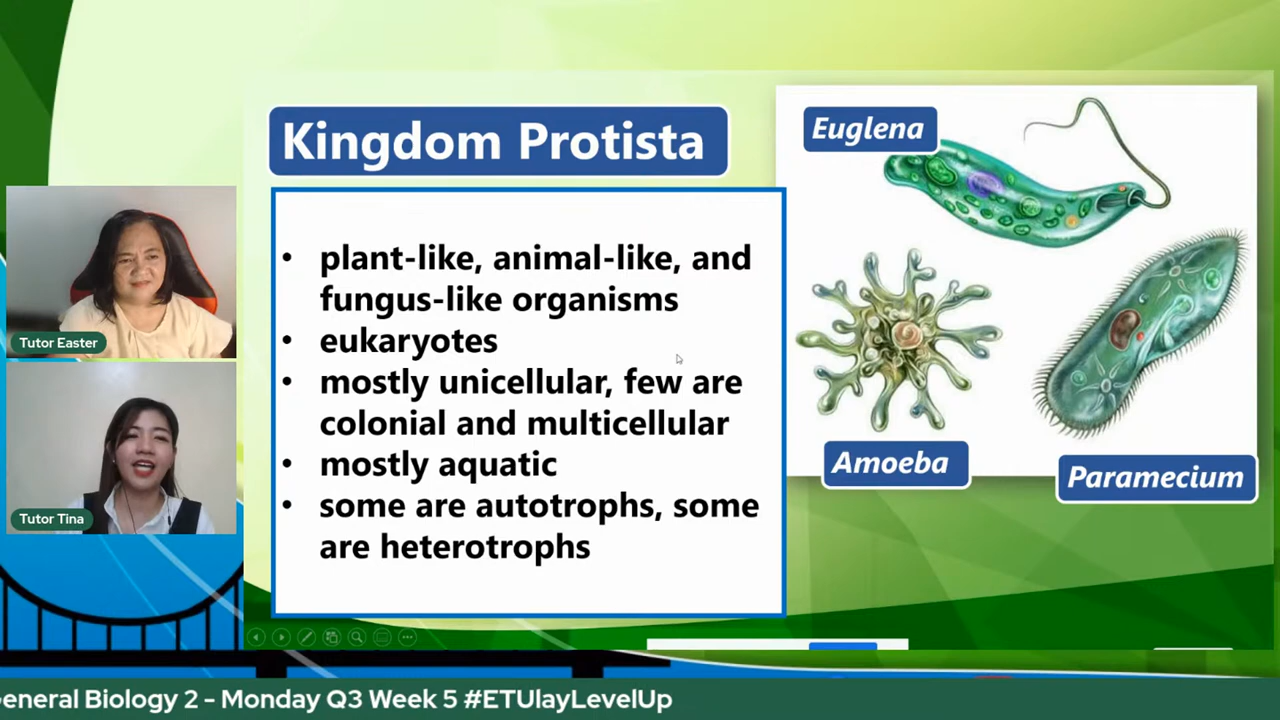 Kingdom Protista
• plant-like, animal-like, and
fungus-like organisms
• eukaryotes
• mostly unicellular, few are
colonial and multicellular
• mostly aquatic
• some are autotrophs, some
are heterotrophs
Euglena
Amoeba
Paramecium
Tutor Easter
Tutor Tina
eneral Biology 2 - Monday Q3 Week 5 #ETUlayLevelUp